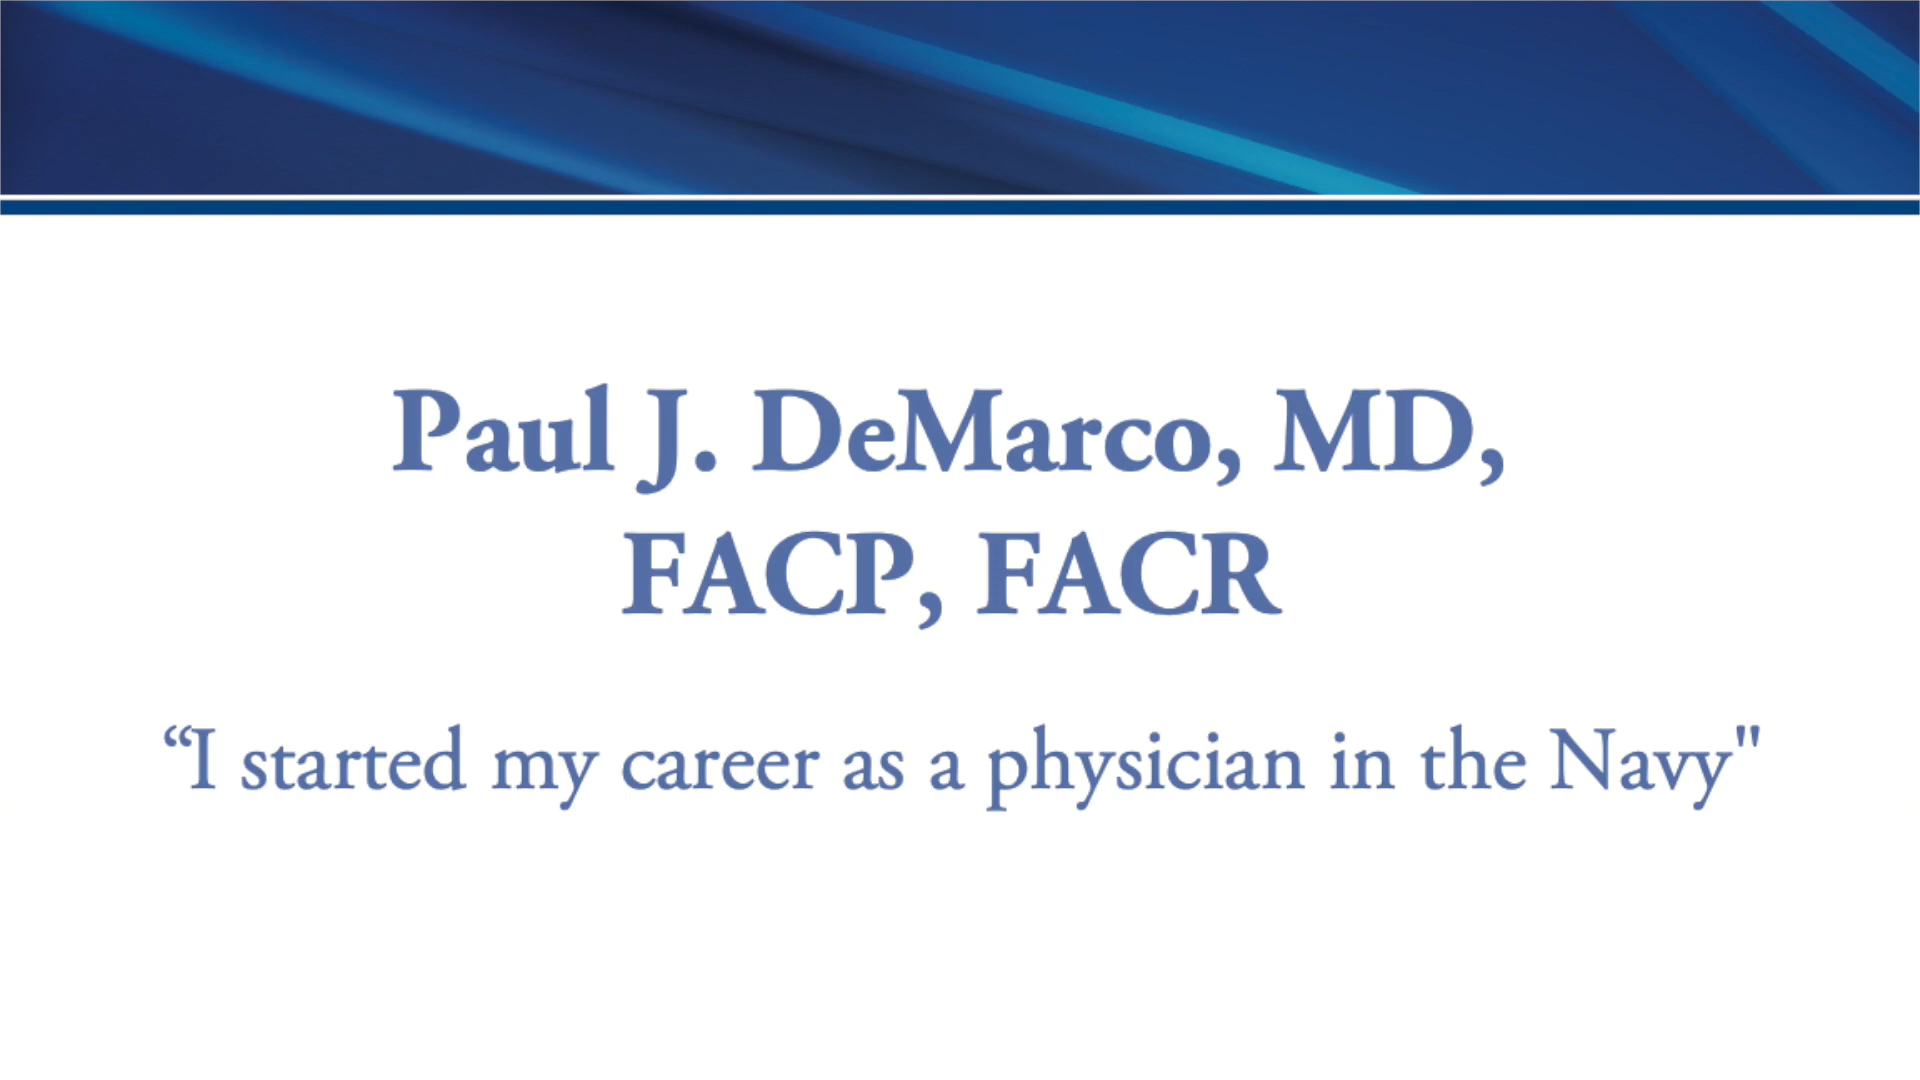 Paul J. DeMarco, MD,
FACP, FACR
“I started my career as a physician in the Navy"